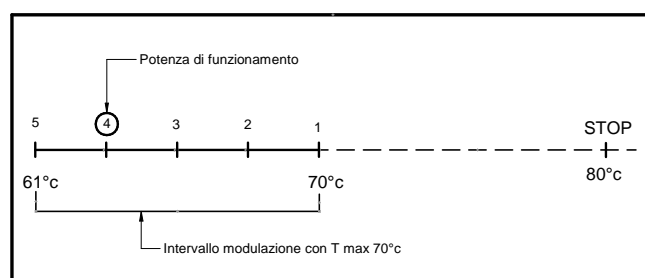 Potenza di funzionamento
5 4 3 2 1 STOP
61°c 70°c 80°c
Intervallo modulazione con T max 70°c